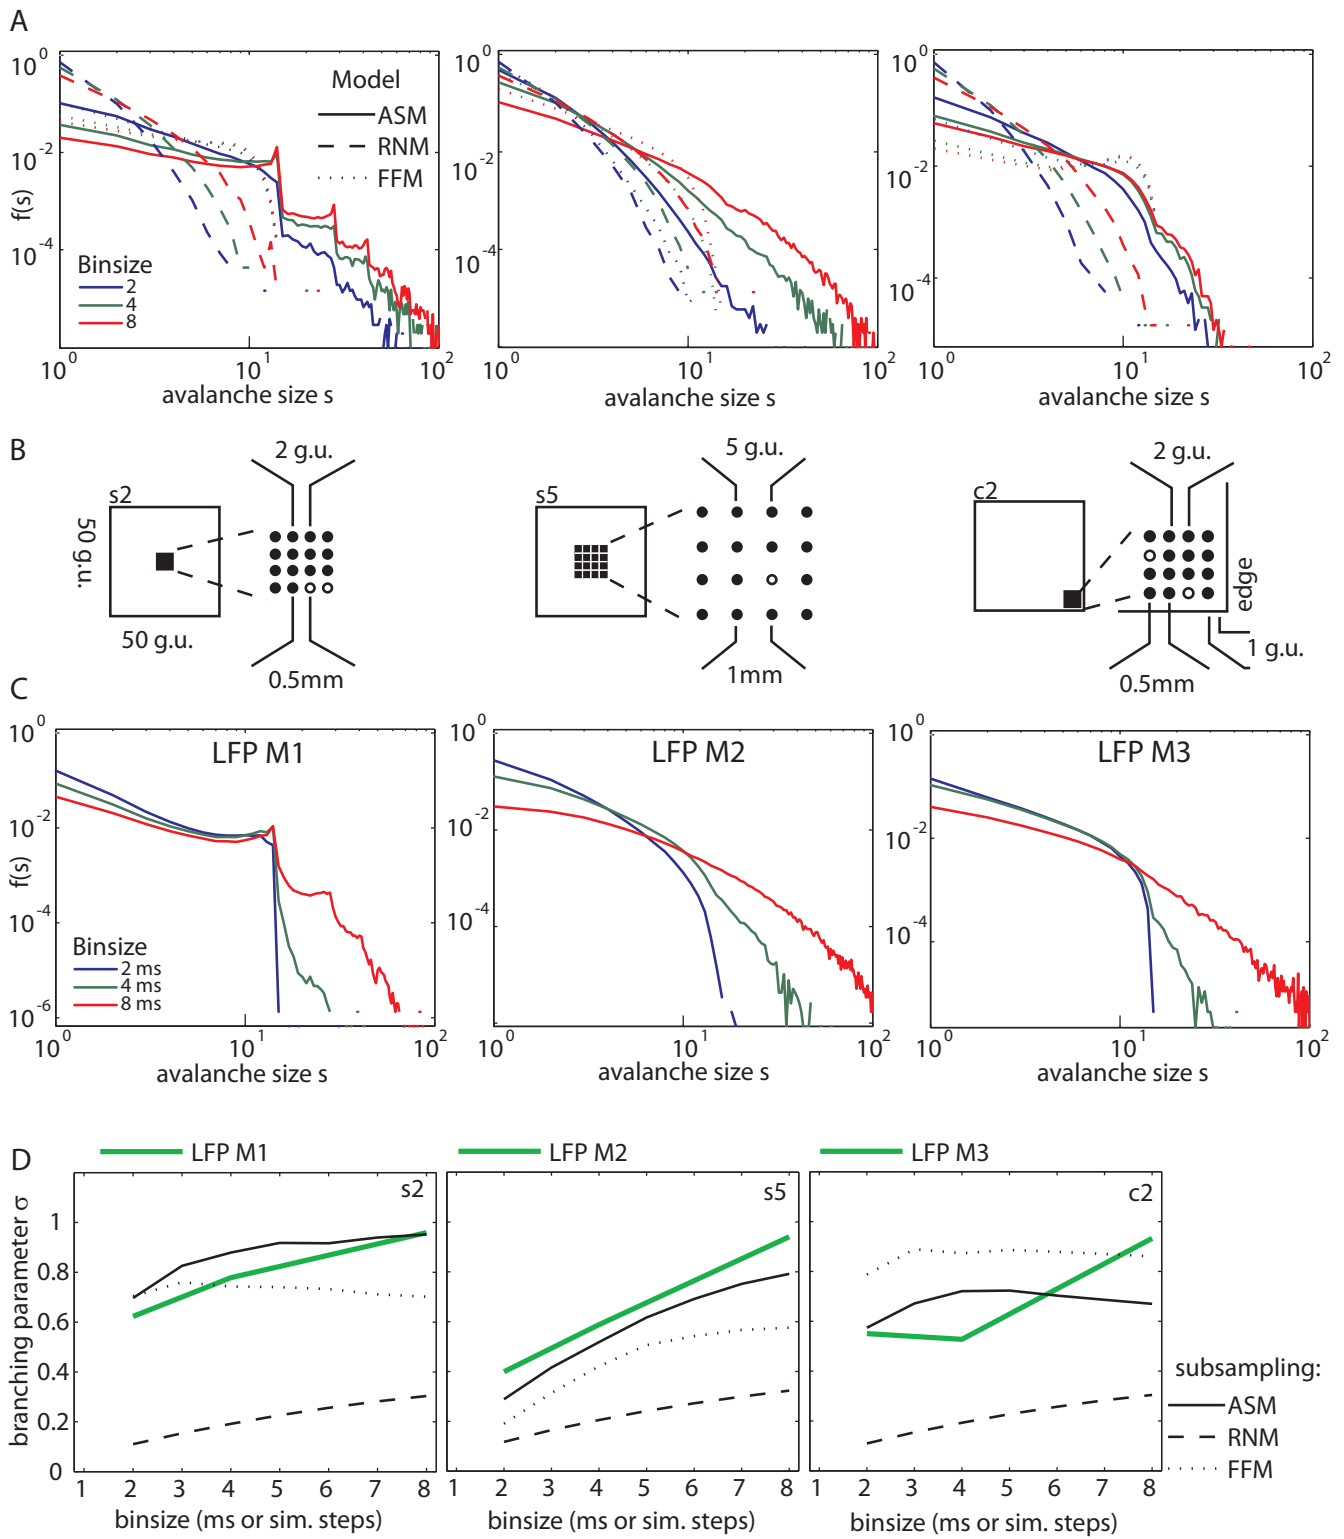 A
10^0
10^-2
10^-4
f(s)
Model
ASM
RNM
FFM
Binsize
2
4
8
10^0
10^1
10^2
avalanche size s
10^0
10^-2
10^-4
10^0
10^1
10^2
avalanche size s
10^0
10^-2
10^-4
10^0
10^1
10^2
avalanche size s
B
s2
50 g.u.
50 g.u.
2 g.u.
0.5mm
s5
5 g.u.
1mm
c2
2 g.u.
edge
1 g.u.
0.5mm
C
LFP M1
10^0
10^-2
10^-4
10^-6
f(s)
Binsize
2 ms
4 ms
8 ms
10^0
10^1
10^2
avalanche size s
LFP M2
10^0
10^-2
10^-4
10^0
10^1
10^2
avalanche size s
LFP M3
10^0
10^-2
10^-4
10^0
10^1
10^2
avalanche size s
D
LFP M1
s2
branching parameter σ
1
0.8
0.6
0.4
0.2
0
1 2 3 4 5 6 7 8
binsize (ms or sim. steps)
LFP M2
s5
1 2 3 4 5 6 7 8
binsize (ms or sim. steps)
LFP M3
c2
1 2 3 4 5 6 7 8
binsize (ms or sim. steps)
subsampling:
ASM
RNM
FFM